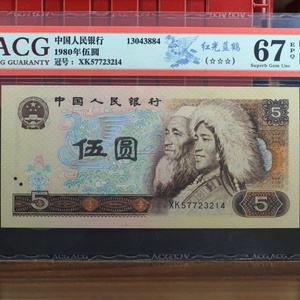 ACG
ACG GUARANTY
中国人民银行
1980年伍圆
冠号： XK57723214
13043884
红光蓝鹤
(☆☆☆)
67
EPQ
Superb Gem Unc
中国人民银行
伍圆
5
5
XK57723214